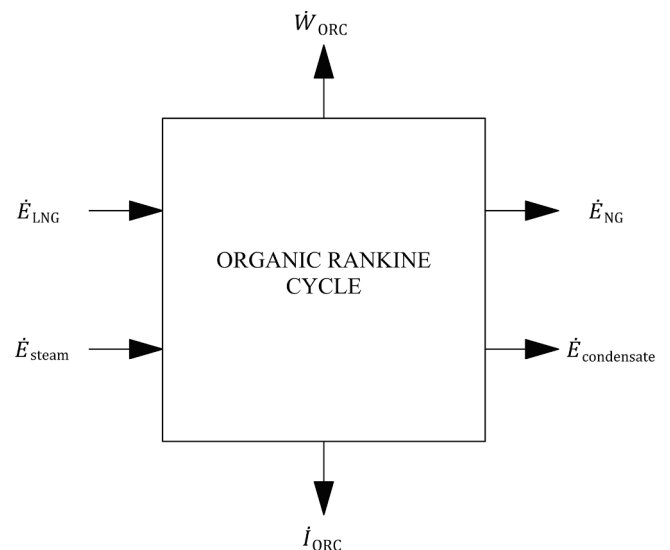 Ẇ_ORC
Ė_LNG
Ė_NG
ORGANIC RANKINE
CYCLE
Ė_steam
Ė_condensate
İ_ORC